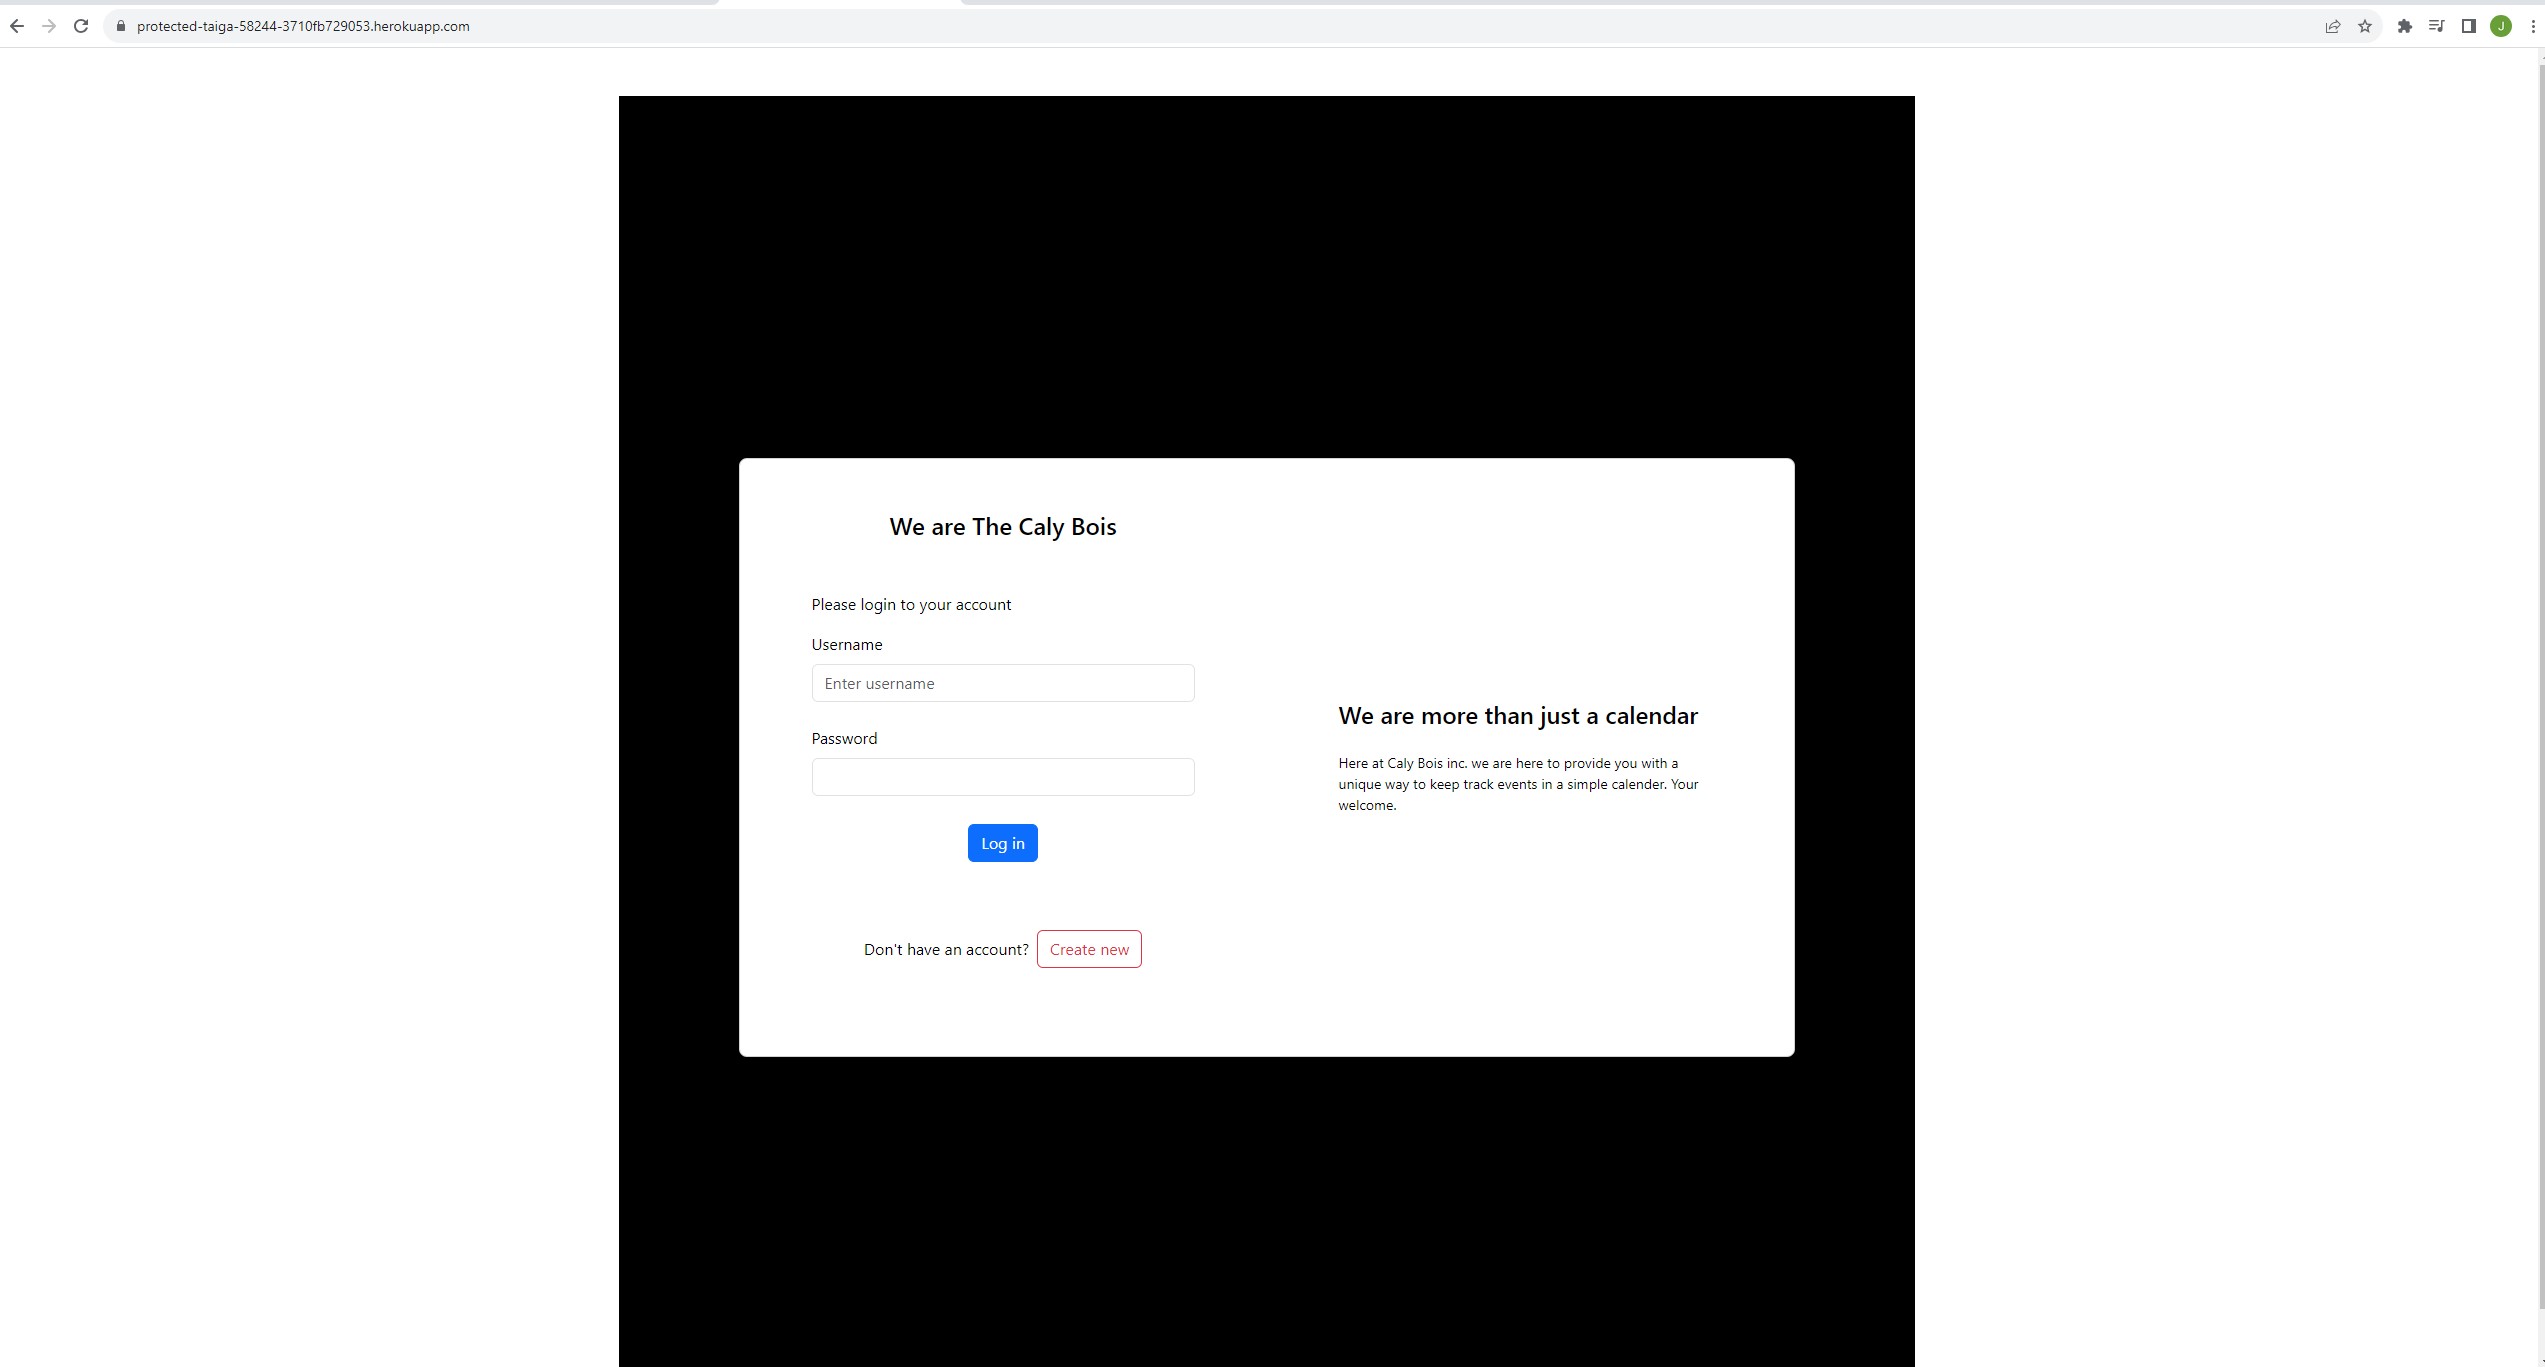 protected-taiga-58244-3710fb729053.herokuapp.com
J
We are The Caly Bois
Please login to your account
Username
Enter username
Password
Log in
Don't have an account? Create new
We are more than just a calendar
Here at Caly Bois inc. we are here to provide you with a
unique way to keep track events in a simple calender. Your
welcome.